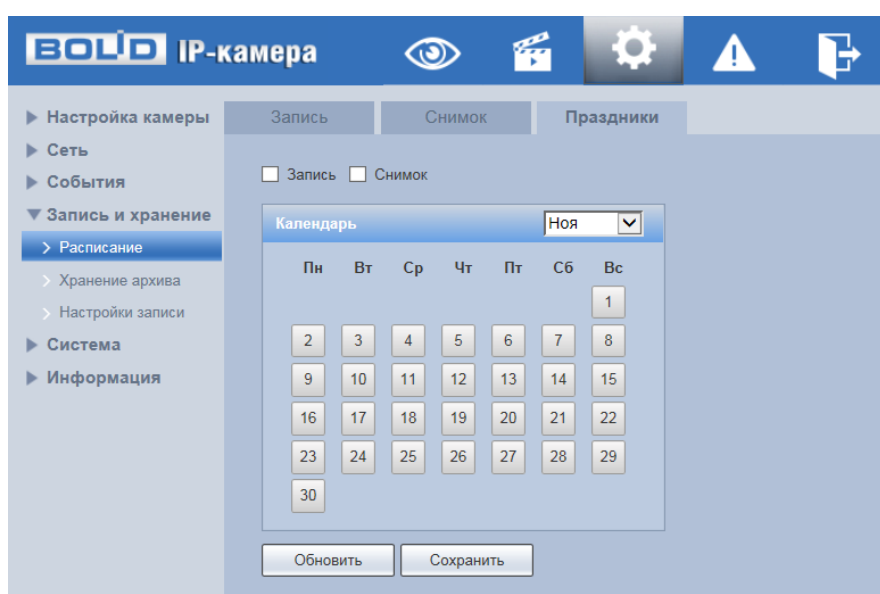 BOLID IP-камера
Настройка камеры
Сеть
События
Запись и хранение
Расписание
Хранение архива
Настройки записи
Система
Информация
Запись Снимок Праздники
Запись Снимок
Календарь Ноя
Пн Вт Ср Чт Пт Сб Вс
1
2 3 4 5 6 7 8
9 10 11 12 13 14 15
16 17 18 19 20 21 22
23 24 25 26 27 28 29
30
Обновить Сохранить